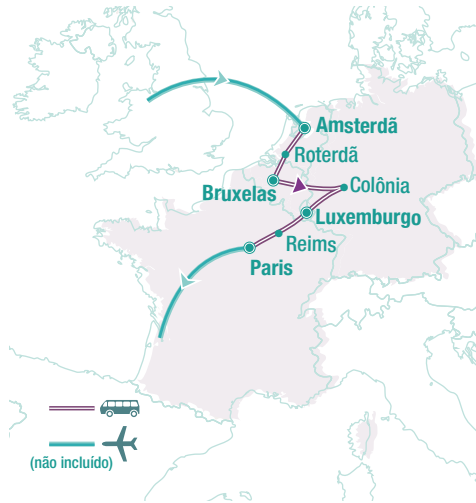 Amsterdã
Roterdã
Bruxelas
Colônia
Luxemburgo
Reims
Paris
(não incluído)